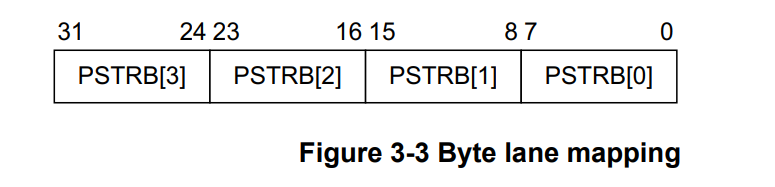 31 24 23 16 15 8 7 0
PSTRB[3] PSTRB[2] PSTRB[1] PSTRB[0]
Figure 3-3 Byte lane mapping